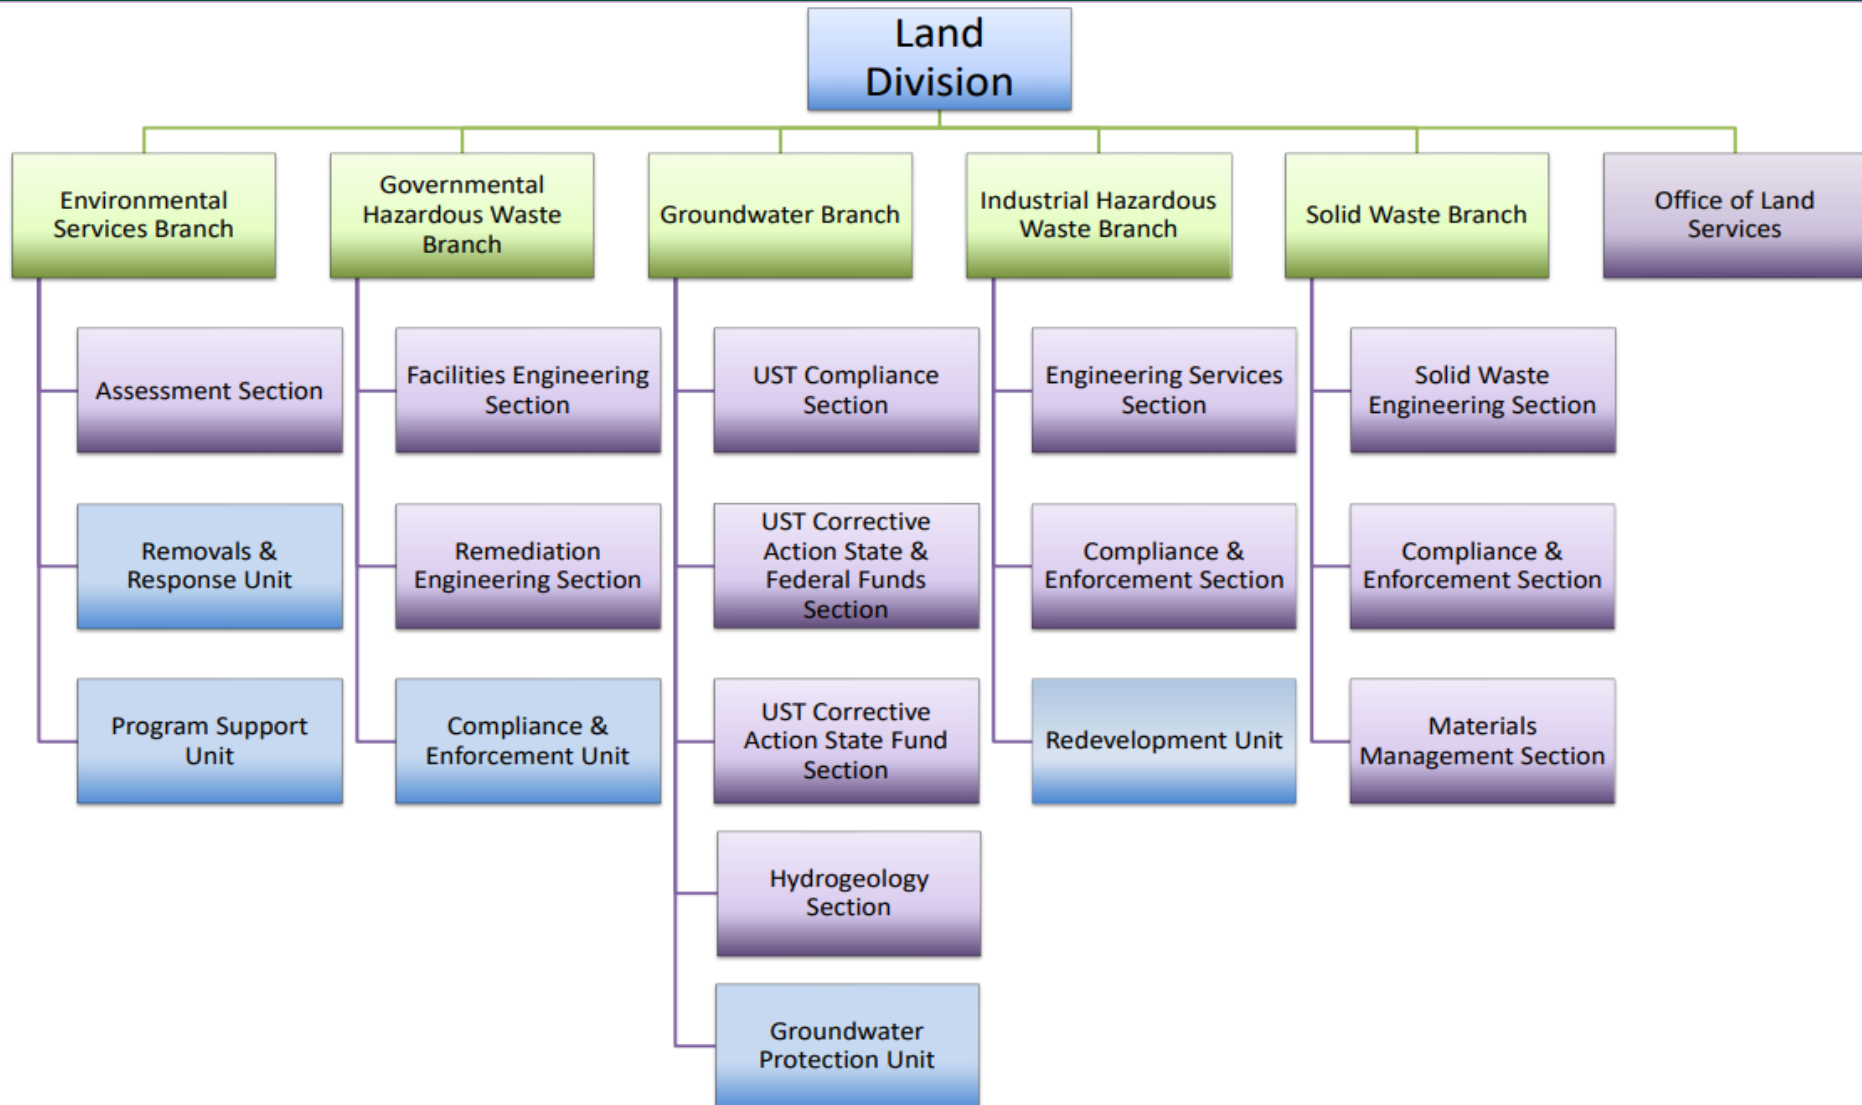 Land
Division
Environmental
Services Branch
Governmental
Hazardous Waste
Branch
Groundwater Branch
Industrial Hazardous
Waste Branch
Solid Waste Branch
Office of Land
Services
Assessment Section
Facilities Engineering
Section
UST Compliance
Section
Engineering Services
Section
Solid Waste
Engineering Section
Removals &
Response Unit
Remediation
Engineering Section
UST Corrective
Action State &
Federal Funds
Section
Compliance &
Enforcement Section
Compliance &
Enforcement Section
Program Support
Unit
Compliance &
Enforcement Unit
UST Corrective
Action State Fund
Section
Redevelopment Unit
Materials
Management Section
Hydrogeology
Section
Groundwater
Protection Unit